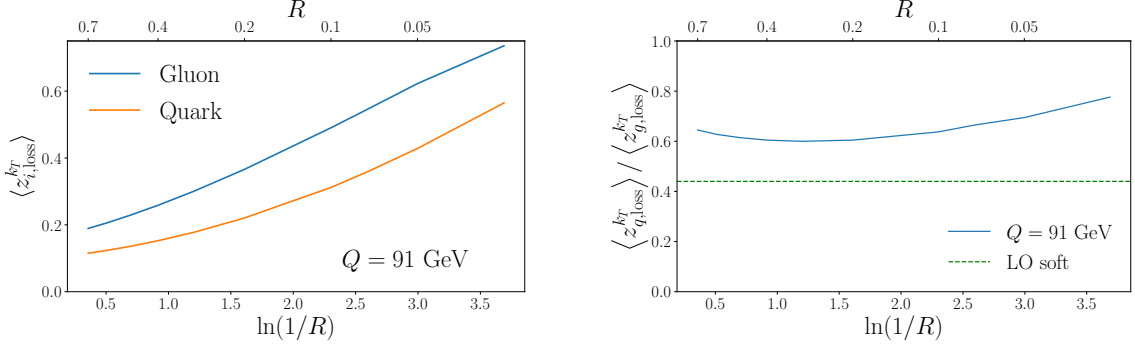 R
0.7 0.4 0.2 0.1 0.05
0.6
0.4
0.2
0.0
⟨z_{i,loss}^{k_T}⟩
Gluon
Quark
Q = 91 GeV
0.5 1.0 1.5 2.0 2.5 3.0 3.5
ln(1/R)
R
0.7 0.4 0.2 0.1 0.05
1.0
0.8
0.6
0.4
0.2
0.0
⟨z_{q,loss}^{k_T}⟩ / ⟨z_{g,loss}^{k_T}⟩
Q = 91 GeV
LO soft
0.5 1.0 1.5 2.0 2.5 3.0 3.5
ln(1/R)